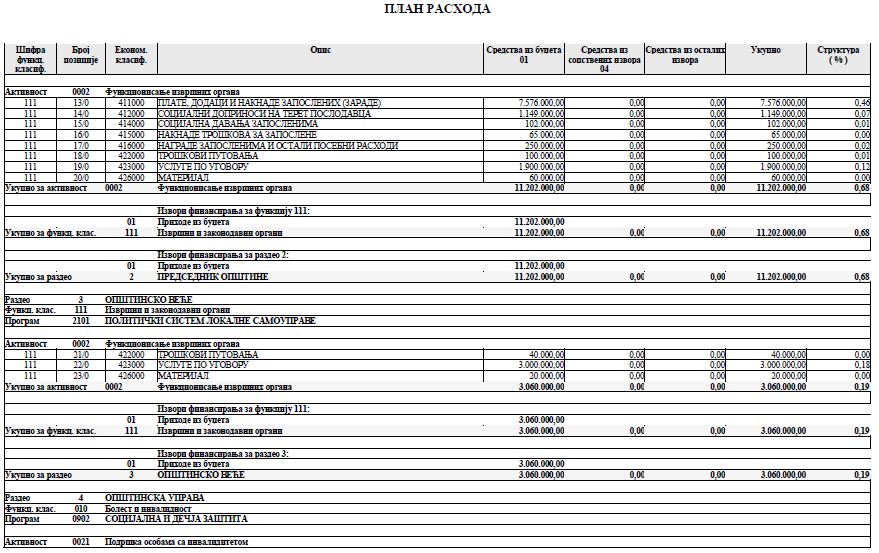 ПЛАН РАСХОДА
Шифра функц. класиф. Број позиције Економ. класиф. Опис Средства из буџета 01 Средства из сопствених извора 04 Средства из осталих извора Укупно Структура ( % )
Активност 0002 Функционисање извршних органа
111 13/0 411000 ПЛАТЕ, ДОДАЦИ И НАКНАДЕ ЗАПОСЛЕНИХ (ЗАРАДЕ) 7.576.000,00 0,00 0,00 7.576.000,00 0,46
111 14/0 412000 СОЦИЈАЛНИ ДОПРИНОСИ НА ТЕРЕТ ПОСЛОДАВЦА 1.149.000,00 0,00 0,00 1.149.000,00 0,07
111 15/0 414000 СОЦИЈАЛНА ДАВАЊА ЗАПОСЛЕНИМА 102.000,00 0,00 0,00 102.000,00 0,01
111 16/0 415000 НАКНАДЕ ТРОШКОВА ЗА ЗАПОСЛЕНЕ 65.000,00 0,00 0,00 65.000,00 0,00
111 17/0 416000 НАГРАДЕ ЗАПОСЛЕНИМА И ОСТАЛИ ПОСЕБНИ РАСХОДИ 250.000,00 0,00 0,00 250.000,00 0,02
111 18/0 422000 ТРОШКОВИ ПУТОВАЊА 100.000,00 0,00 0,00 100.000,00 0,01
111 19/0 423000 УСЛУГЕ ПО УГОВОРУ 1.900.000,00 0,00 0,00 1.900.000,00 0,12
111 20/0 426000 МАТЕРИЈАЛ 60.000,00 0,00 0,00 60.000,00 0,00
Укупно за активност 0002 Функционисање извршних органа 11.202.000,00 0,00 0,00 11.202.000,00 0,68
Извори финансирања за функцију 111:
01 Приходе из буџета 11.202.000,00
Укупно за функц. клас. 111 Извршни и законодавни органи 11.202.000,00 0,00 0,00 11.202.000,00 0,68
Извори финансирања за раздео 2:
01 Приходе из буџета 11.202.000,00
Укупно за раздео 2 ПРЕДСЕДНИК ОПШТИНЕ 11.202.000,00 0,00 0,00 11.202.000,00 0,68
Раздео 3 ОПШТИНСКО ВЕЋЕ
Функц. клас. 111 Извршни и законодавни органи
Програм 2101 ПОЛИТИЧКИ СИСТЕМ ЛОКАЛНЕ САМОУПРАВЕ
Активност 0002 Функционисање извршних органа
111 21/0 422000 ТРОШКОВИ ПУТОВАЊА 40.000,00 0,00 0,00 40.000,00 0,00
111 22/0 423000 УСЛУГЕ ПО УГОВОРУ 3.000.000,00 0,00 0,00 3.000.000,00 0,18
111 23/0 426000 МАТЕРИЈАЛ 20.000,00 0,00 0,00 20.000,00 0,00
Укупно за активност 0002 Функционисање извршних органа 3.060.000,00 0,00 0,00 3.060.000,00 0,19
Извори финансирања за функцију 111:
01 Приходе из буџета 3.060.000,00
Укупно за функц. клас. 111 Извршни и законодавни органи 3.060.000,00 0,00 0,00 3.060.000,00 0,19
Извори финансирања за раздео 3:
01 Приходе из буџета 3.060.000,00
Укупно за раздео 3 ОПШТИНСКО ВЕЋЕ 3.060.000,00 0,00 0,00 3.060.000,00 0,19
Раздео 4 ОПШТИНСКА УПРАВА
Функц. клас. 010 Болест и инвалидност
Програм 0902 СОЦИЈАЛНА И ДЕЧЈА ЗАШТИТА
Активност 0021 Подршка особама са инвалидитетом